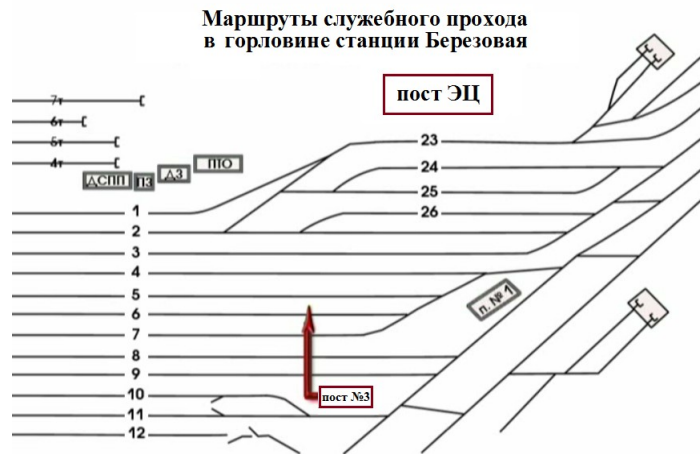 Маршруты служебного прохода
в горловине станции Березовая
пост ЭЦ
7т
6т
5т
4т
ДСПП
ПЗ
ДЗ
ПТО
23
24
25
26
1
2
3
4
5
6
7
8
9
10
11
12
п. № 1
пост №3